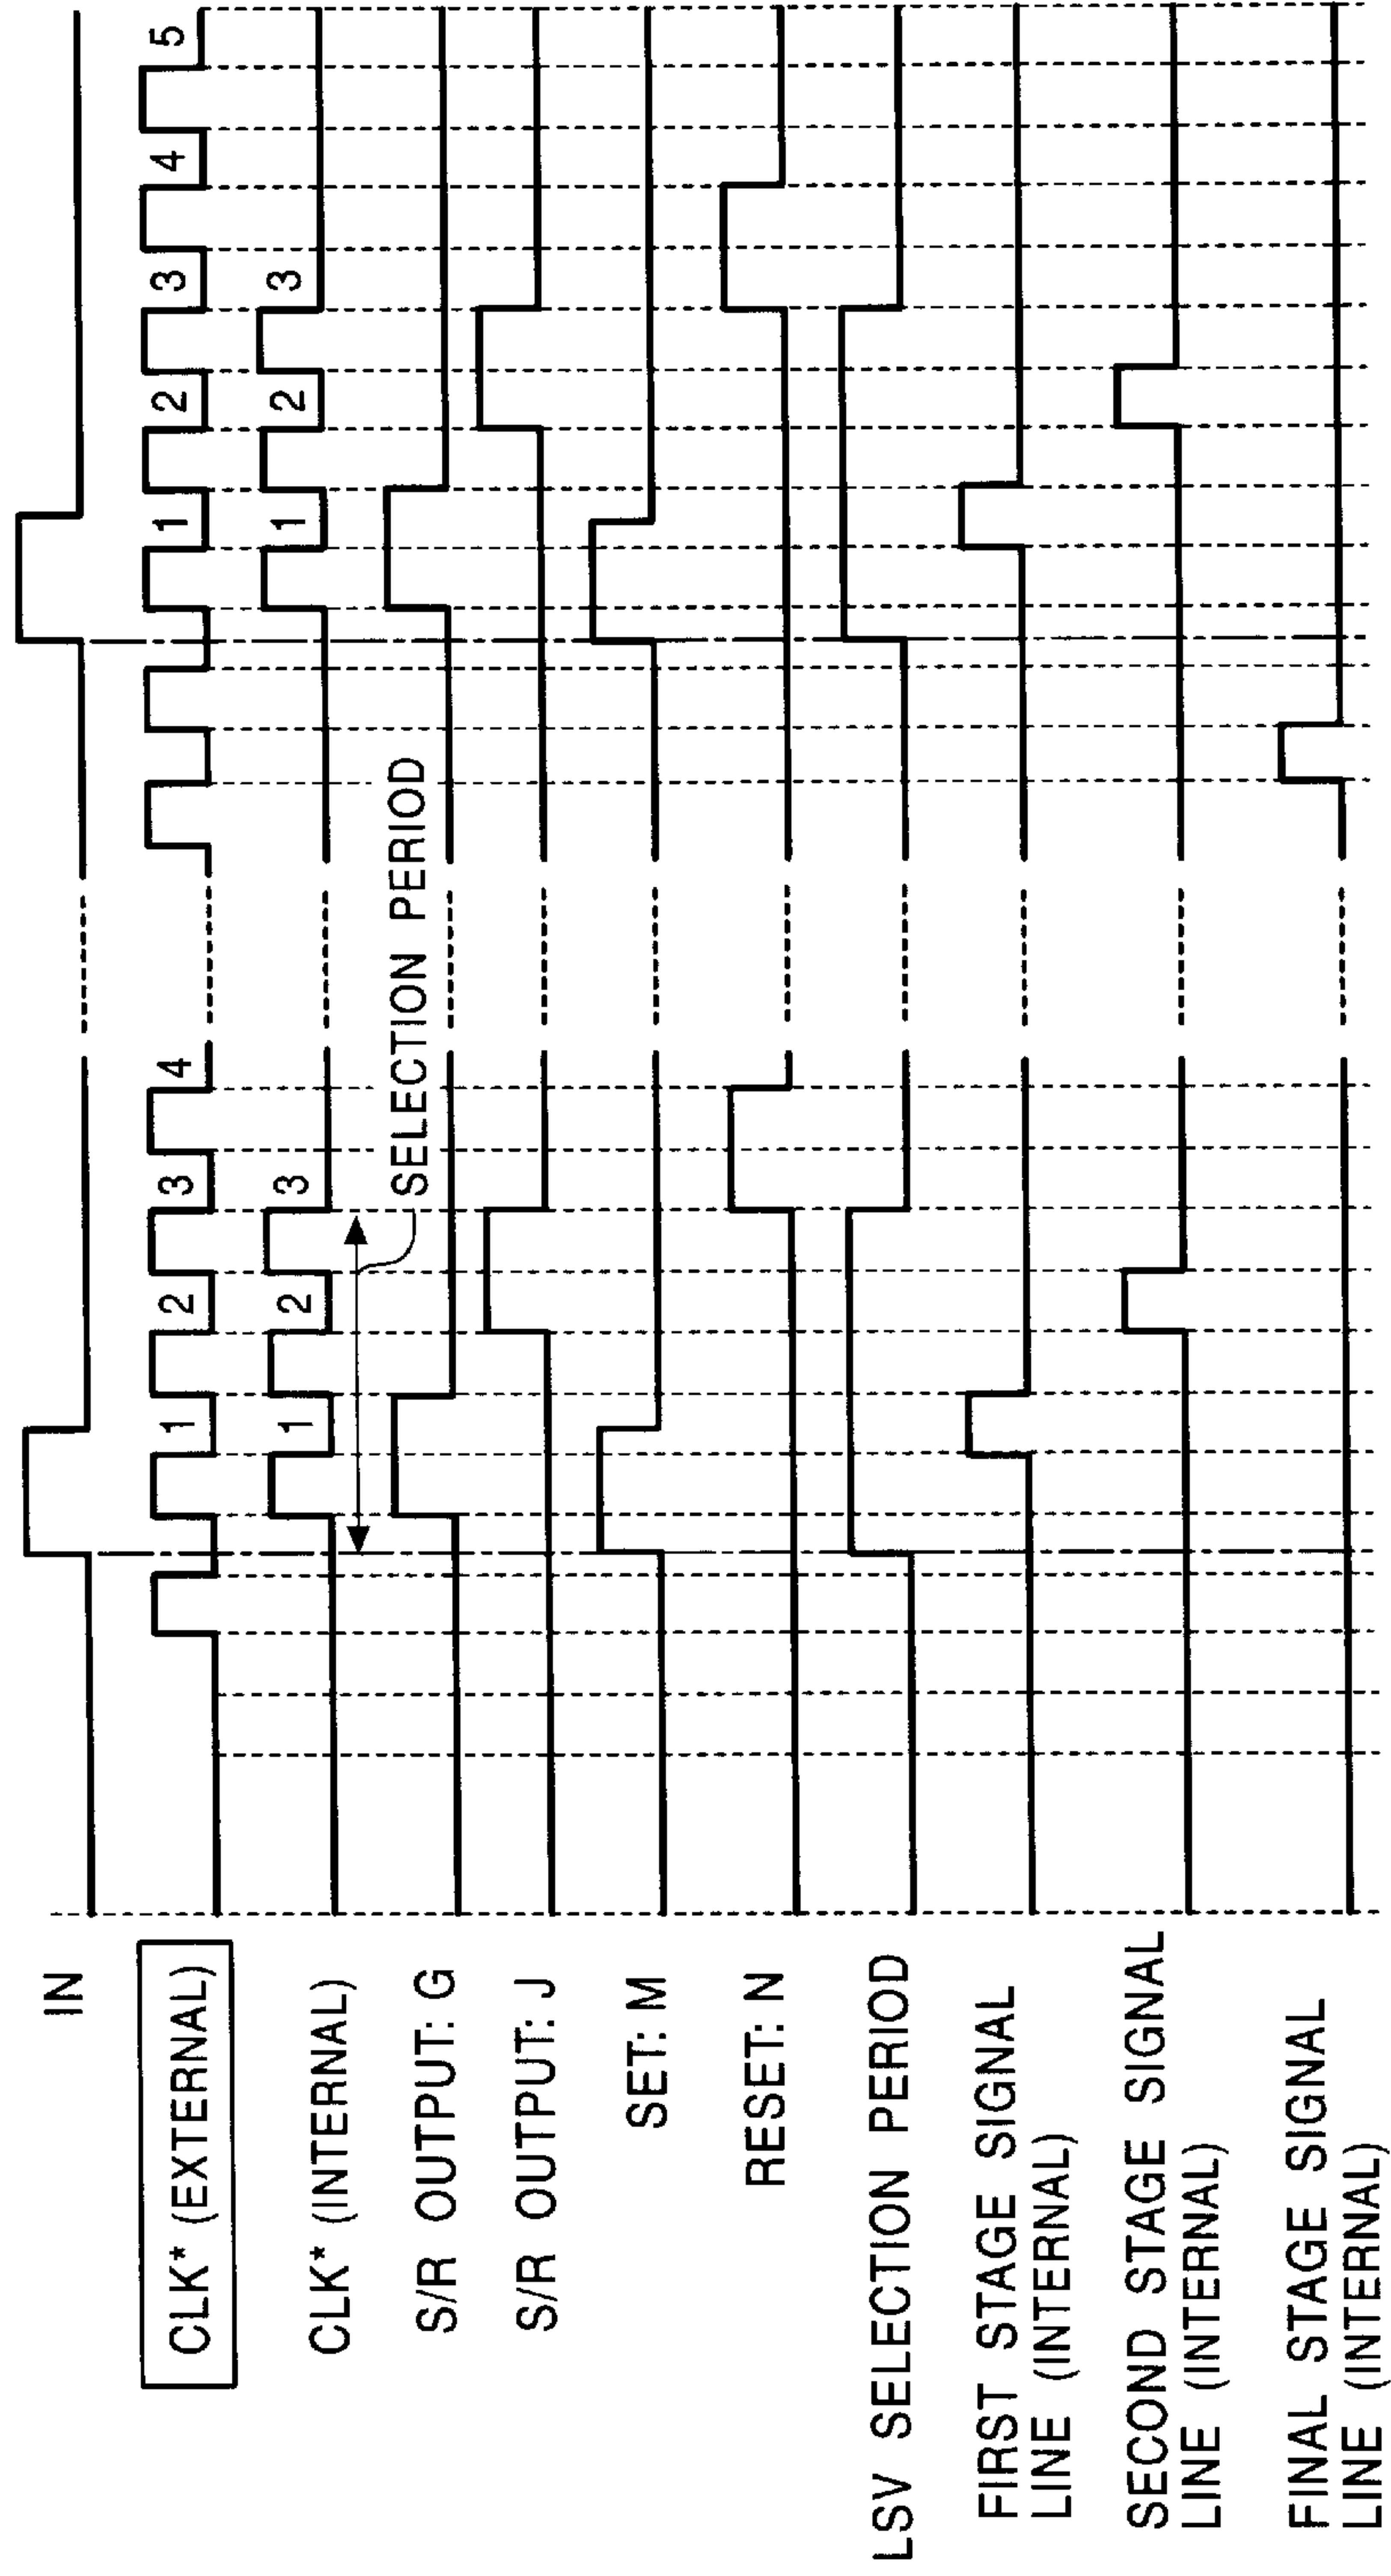 IN
CLK* (EXTERNAL)
1 2 3 4 1 2 3 4 5
CLK* (INTERNAL)
1 2 3 1 2 3
SELECTION PERIOD
S/R OUTPUT: G
S/R OUTPUT: J
SET: M
RESET: N
LSV SELECTION PERIOD
FIRST STAGE SIGNAL
LINE (INTERNAL)
SECOND STAGE SIGNAL
LINE (INTERNAL)
FINAL STAGE SIGNAL
LINE (INTERNAL)